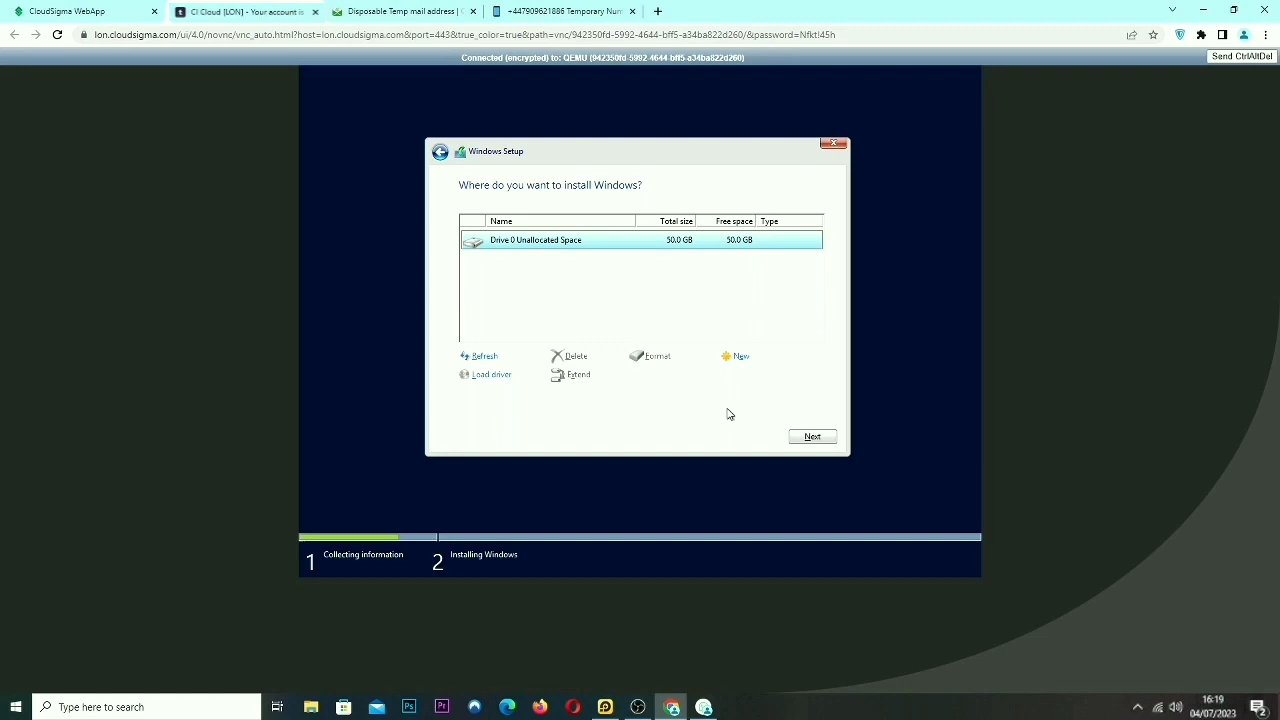 CloudSigma WebApp
CI Cloud [LON] - Your account is
Disposable Temp mail address |
+447909621886 Temporary Num
lon.cloudsigma.com/ui/4.0/novnc/vnc_auto.html?host=lon.cloudsigma.com&port=443&true_color=true&path=vnc/942350fd-5992-4644-bff5-a34ba822d260/&password=Nfkt!45h
Connected (encrypted) to: QEMU (942350fd-5992-4644-bff5-a34ba822d260)
Send CtrlAltDel
Windows Setup
Where do you want to install Windows?
Name Total size Free space Type
Drive 0 Unallocated Space 50.0 GB 50.0 GB
Refresh Delete Format New
Load driver Extend
Next
1 Collecting information 2 Installing Windows
Type here to search
Ps
Pr
16:19
04/07/2023
2